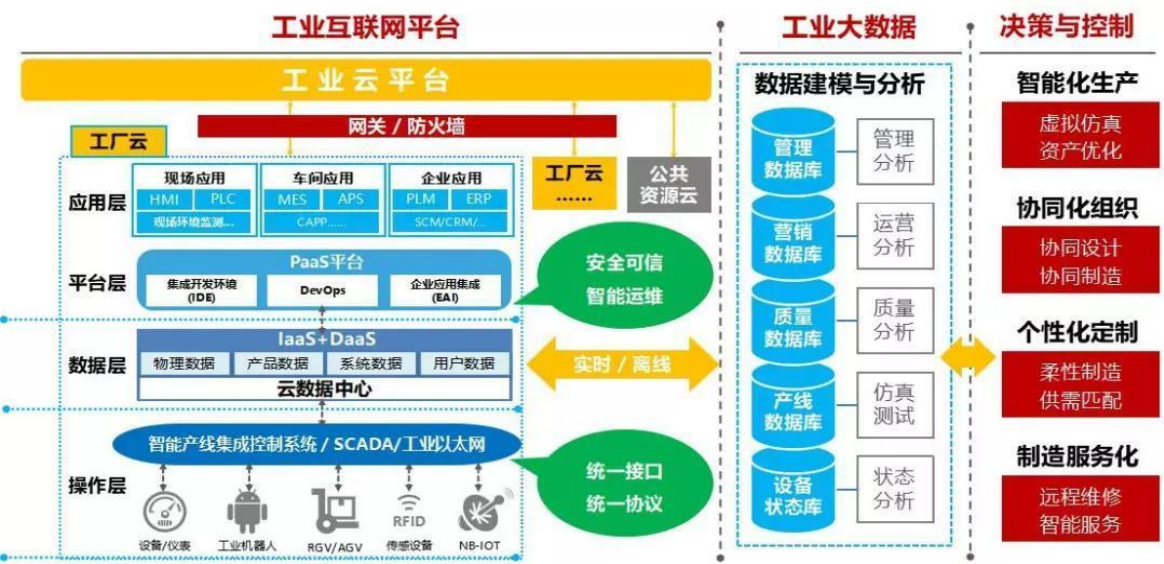 工业互联网平台
工业云平台
网关 / 防火墙
工厂云
应用层
现场应用
HMI PLC
现场环境监测...
车间应用
MES APS
CAPP......
企业应用
PLM ERP
SCM/CRM/...
工厂云
......
公共
资源云
平台层
PaaS平台
集成开发环境
(IDE)
DevOps
企业应用集成
(EAI)
安全可信
智能运维
数据层
IaaS+DaaS
物理数据 产品数据 系统数据 用户数据
云数据中心
实时 / 离线
操作层
智能产线集成控制系统 / SCADA/工业以太网
统一接口
统一协议
RFID
设备/仪表 工业机器人 RGV/AGV 传感设备 NB-IOT
工业大数据
数据建模与分析
管理
数据库
管理
分析
营销
数据库
运营
分析
质量
数据库
质量
分析
产线
数据库
仿真
测试
设备
状态库
状态
分析
决策与控制
智能化生产
虚拟仿真
资产优化
协同化组织
协同设计
协同制造
个性化定制
柔性制造
供需匹配
制造服务化
远程维修
智能服务